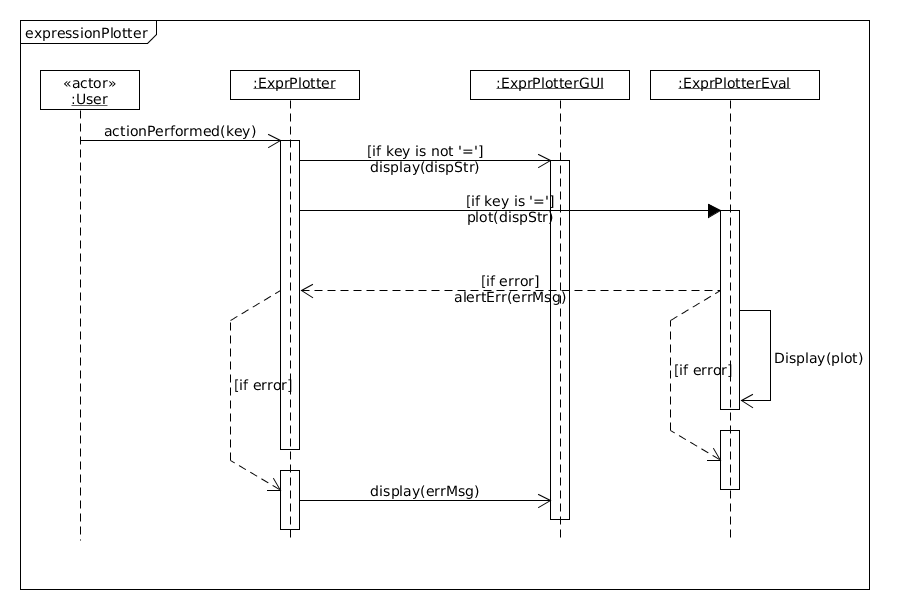 expressionPlotter
«actor»
:User
:ExprPlotter
:ExprPlotterGUI
:ExprPlotterEval
actionPerformed(key)
[if key is not '=']
display(dispStr)
[if key is '=']
plot(dispStr)
[if error]
alertErr(errMsg)
Display(plot)
[if error]
[if error]
display(errMsg)